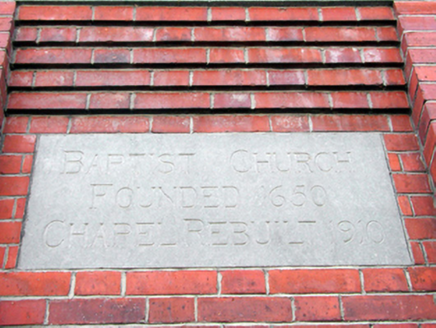 BAPTIST CHURCH
FOUNDED 1650
CHAPEL REBUILT 1910